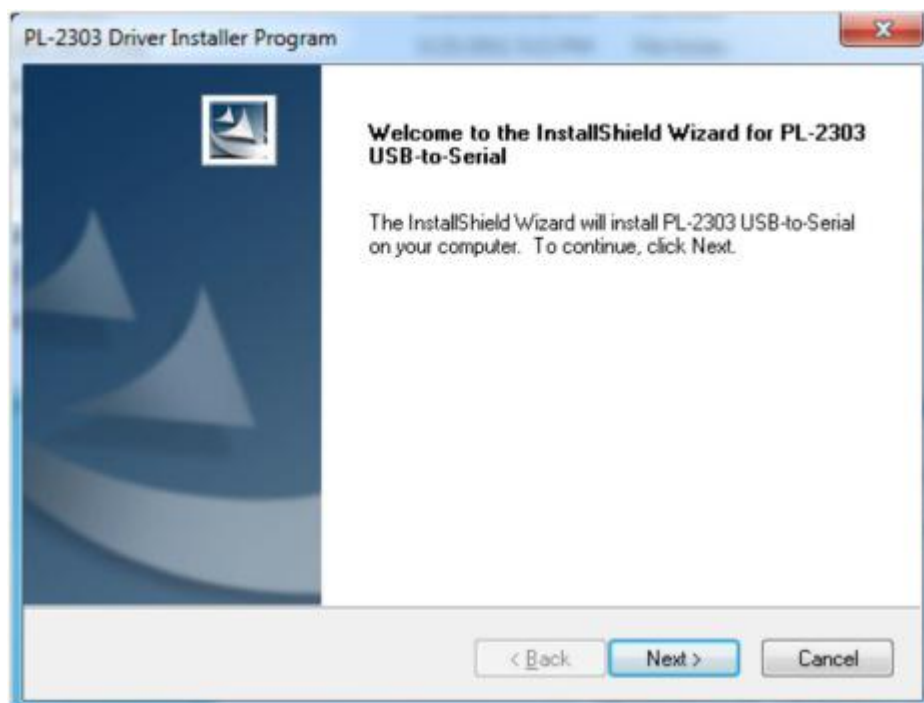 PL-2303 Driver Installer Program
Welcome to the InstallShield Wizard for PL-2303
USB-to-Serial
The InstallShield Wizard will install PL-2303 USB-to-Serial
on your computer.  To continue, click Next.
< Back
Next >
Cancel